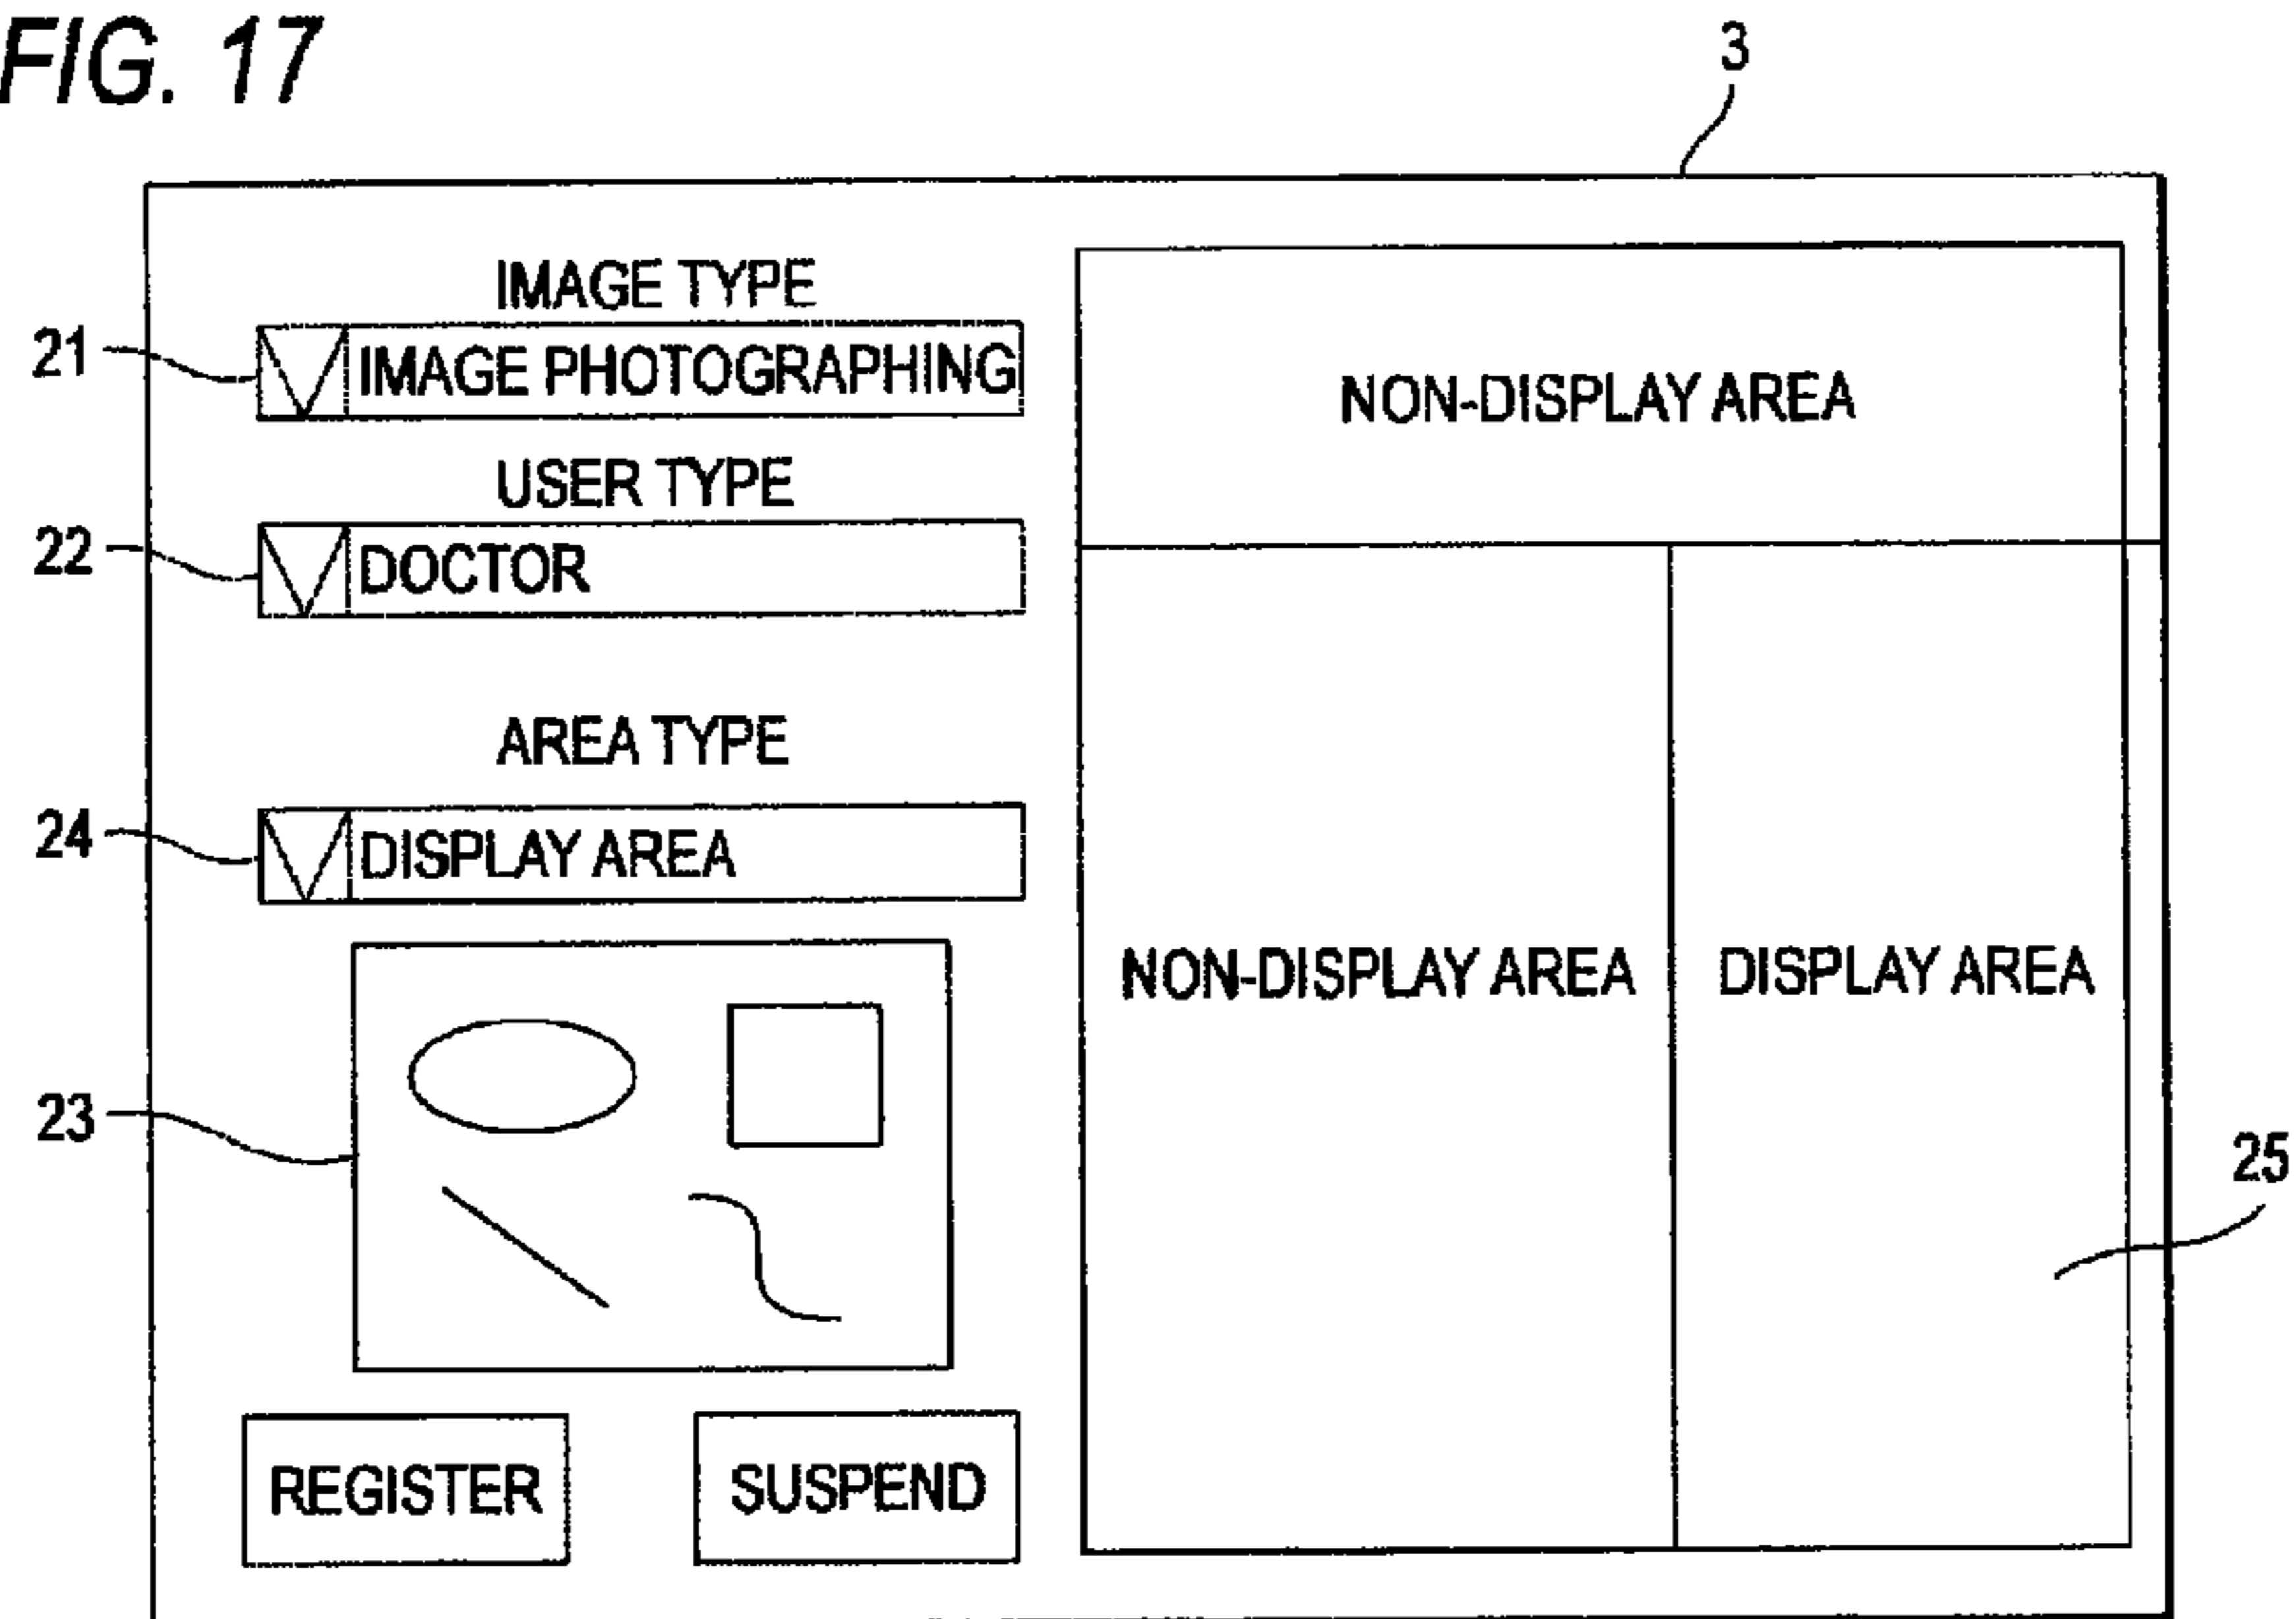 FIG. 17
3
IMAGE TYPE
21
IMAGE PHOTOGRAPHING
USER TYPE
22
DOCTOR
AREA TYPE
24
DISPLAY AREA
23
REGISTER
SUSPEND
NON-DISPLAY AREA
NON-DISPLAY AREA
DISPLAY AREA
25